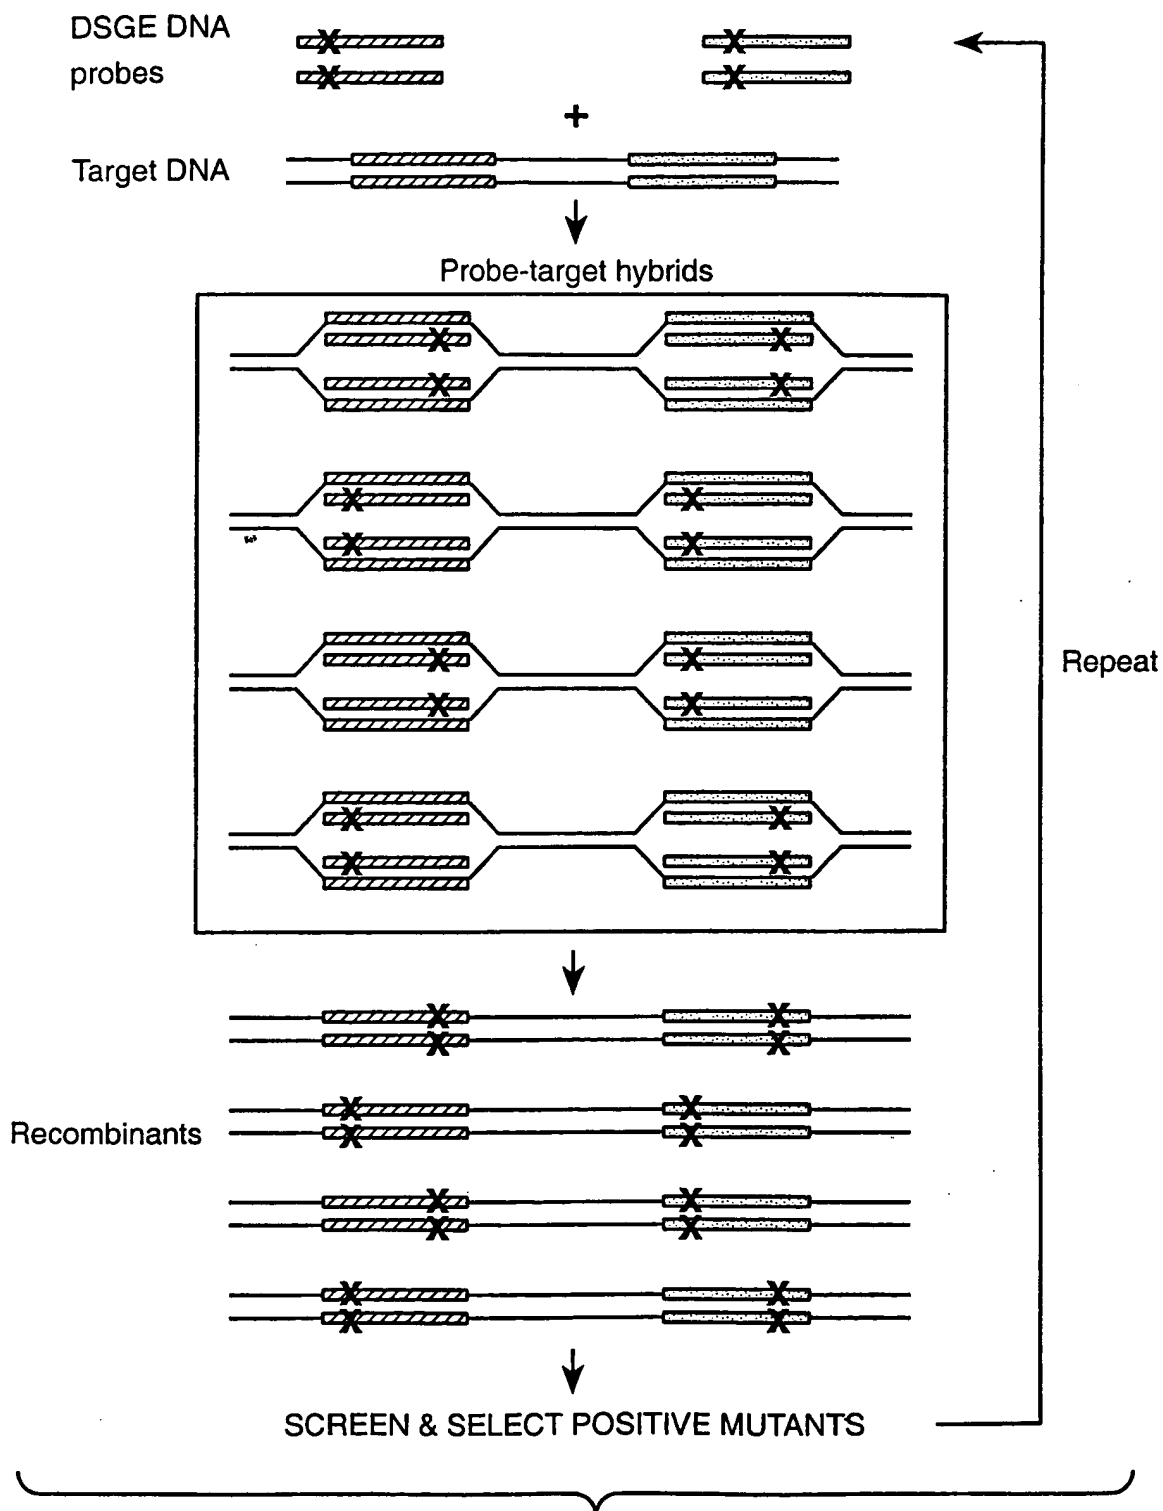 DSGE DNA
probes
+
Target DNA
Probe-target hybrids
Repeat
Recombinants
SCREEN & SELECT POSITIVE MUTANTS